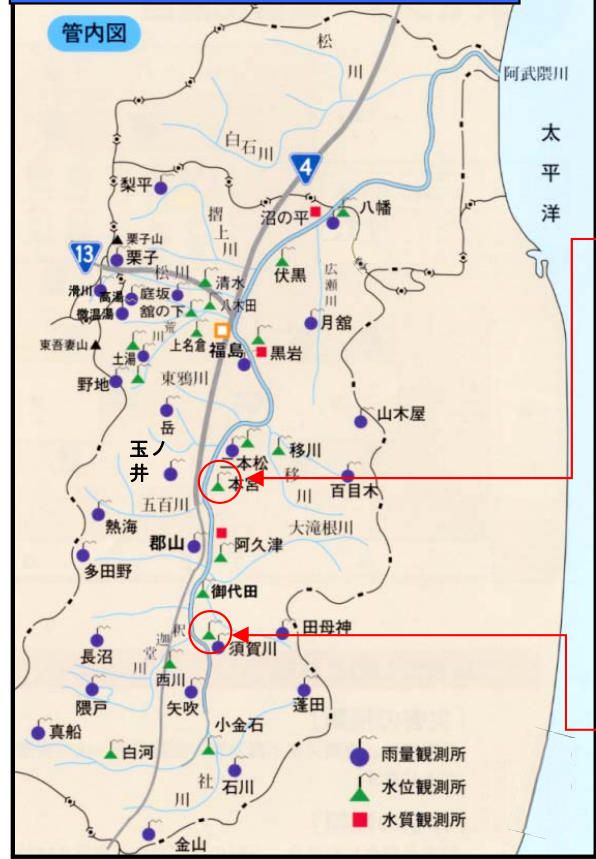 管内図
松
川
阿武隈川
太
平
洋
白石川
4
梨平
沼の平
八幡
摺
上
川
栗子山
栗子
13
松川
清水
伏黒
広
瀬
川
滑川
高湯
庭坂
微温湯
舘の下
八木田
荒
川
月舘
上名倉
福島
黒岩
東吾妻山
土湯
野地
東鴉川
岳
山木屋
玉ノ
井
二本松
移川
移
川
本宮
百目木
五百川
熱海
大滝根川
郡山
阿久津
多田野
御代田
釈
迦
堂
川
須賀川
田母神
長沼
西川
隈戸
矢吹
蓬田
真船
小金石
白河
社
川
石川
雨量観測所
水位観測所
水質観測所
金山